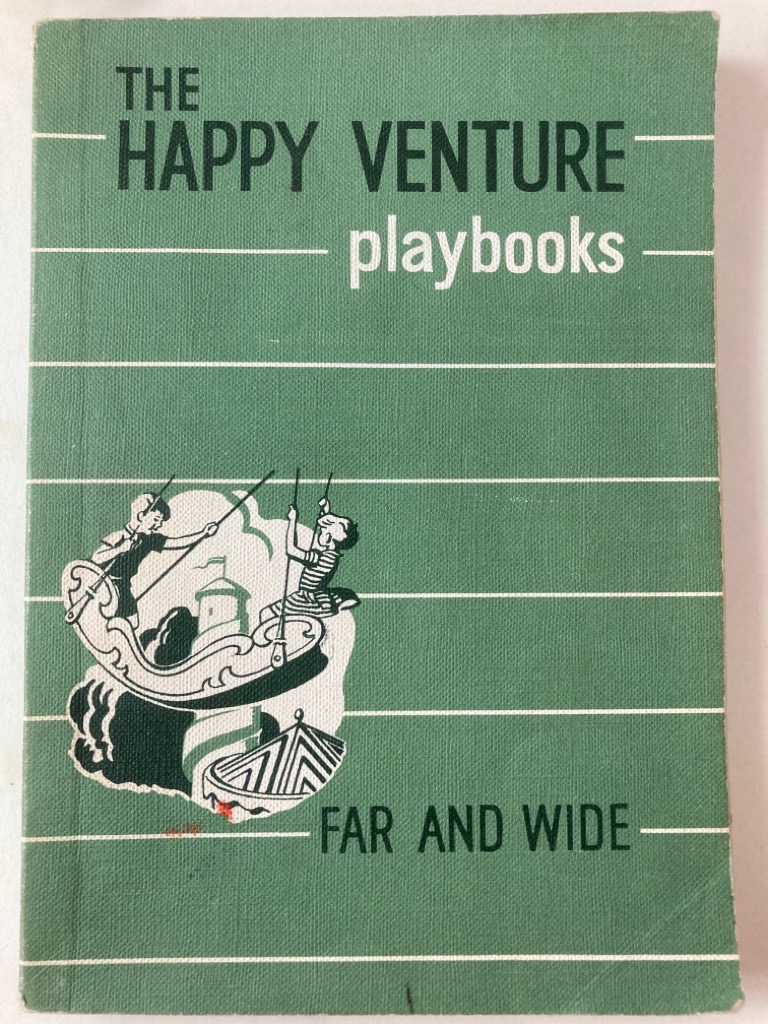 THE
HAPPY VENTURE
playbooks
FAR AND WIDE